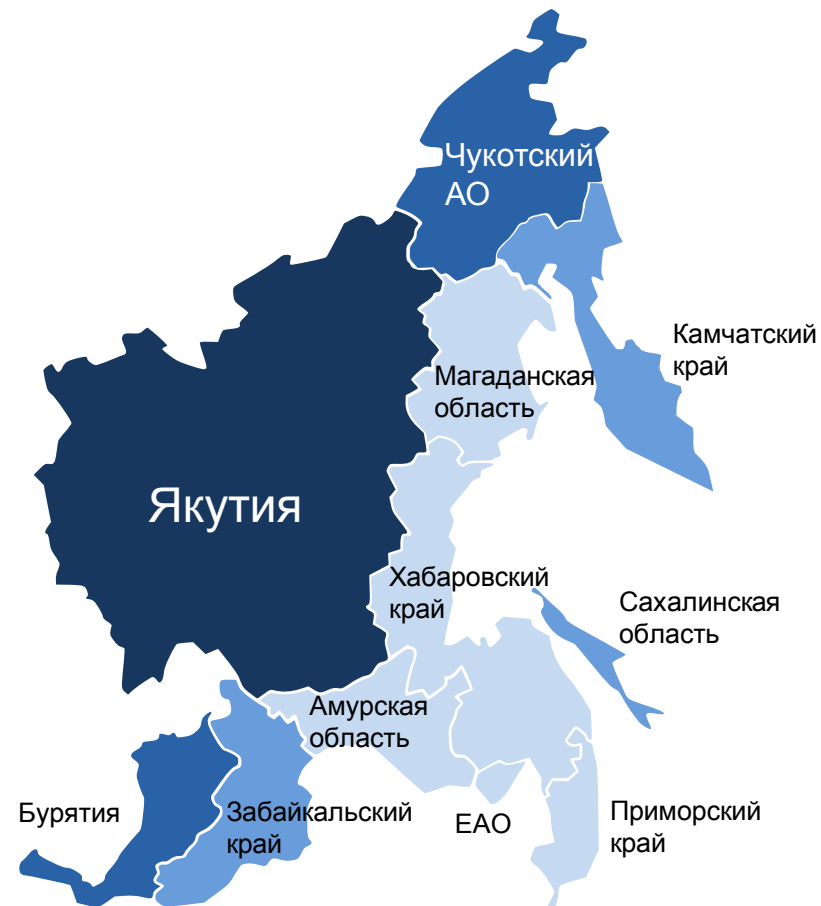 Чукотский
АО
Камчатский
край
Магаданская
область
Якутия
Хабаровский
край
Сахалинская
область
Амурская
область
Бурятия
Забайкальский
край
ЕАО
Приморский
край